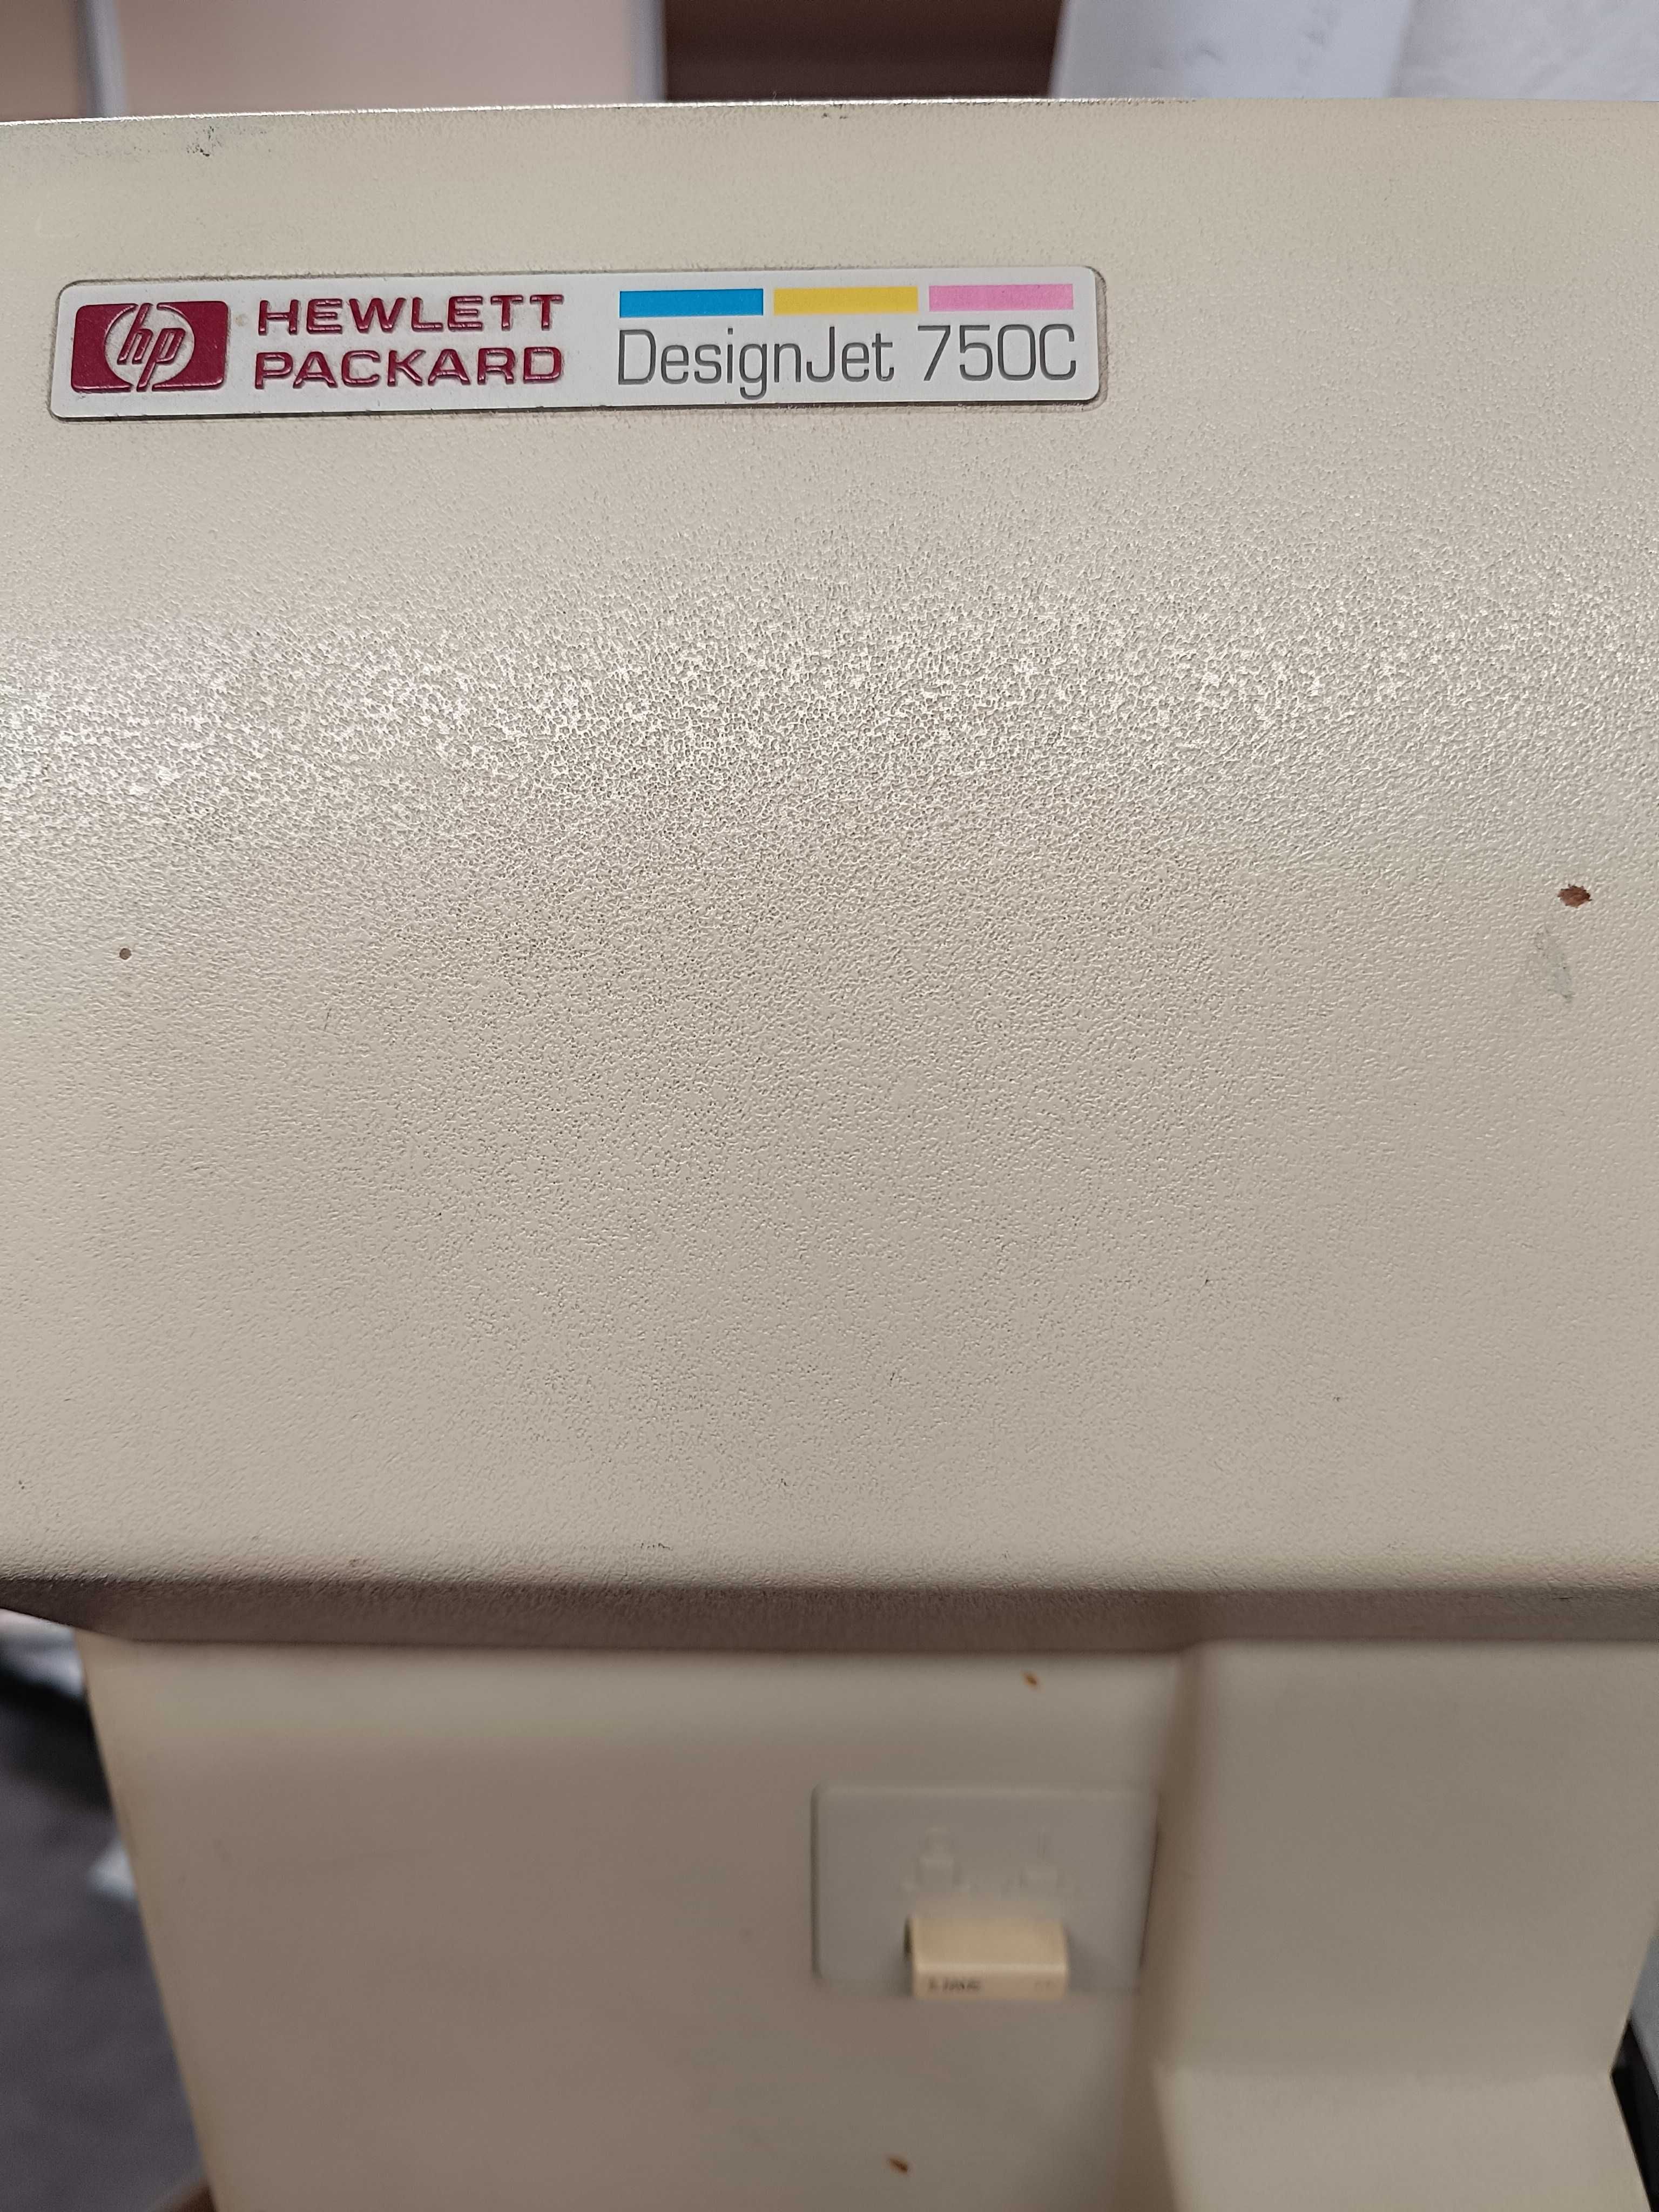 hp HEWLETT
PACKARD
DesignJet 750C